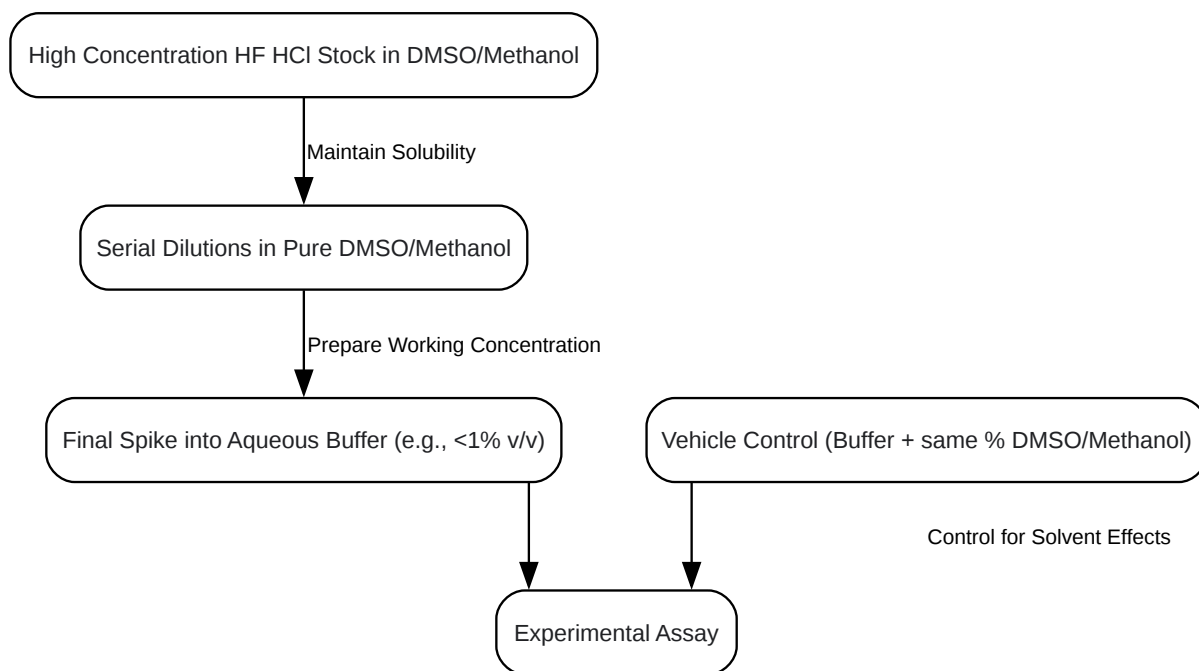 High Concentration HF HCl Stock in DMSO/Methanol
Maintain Solubility
Serial Dilutions in Pure DMSO/Methanol
Prepare Working Concentration
Final Spike into Aqueous Buffer (e.g., <1% v/v)
Vehicle Control (Buffer + same % DMSO/Methanol)
Control for Solvent Effects
Experimental Assay